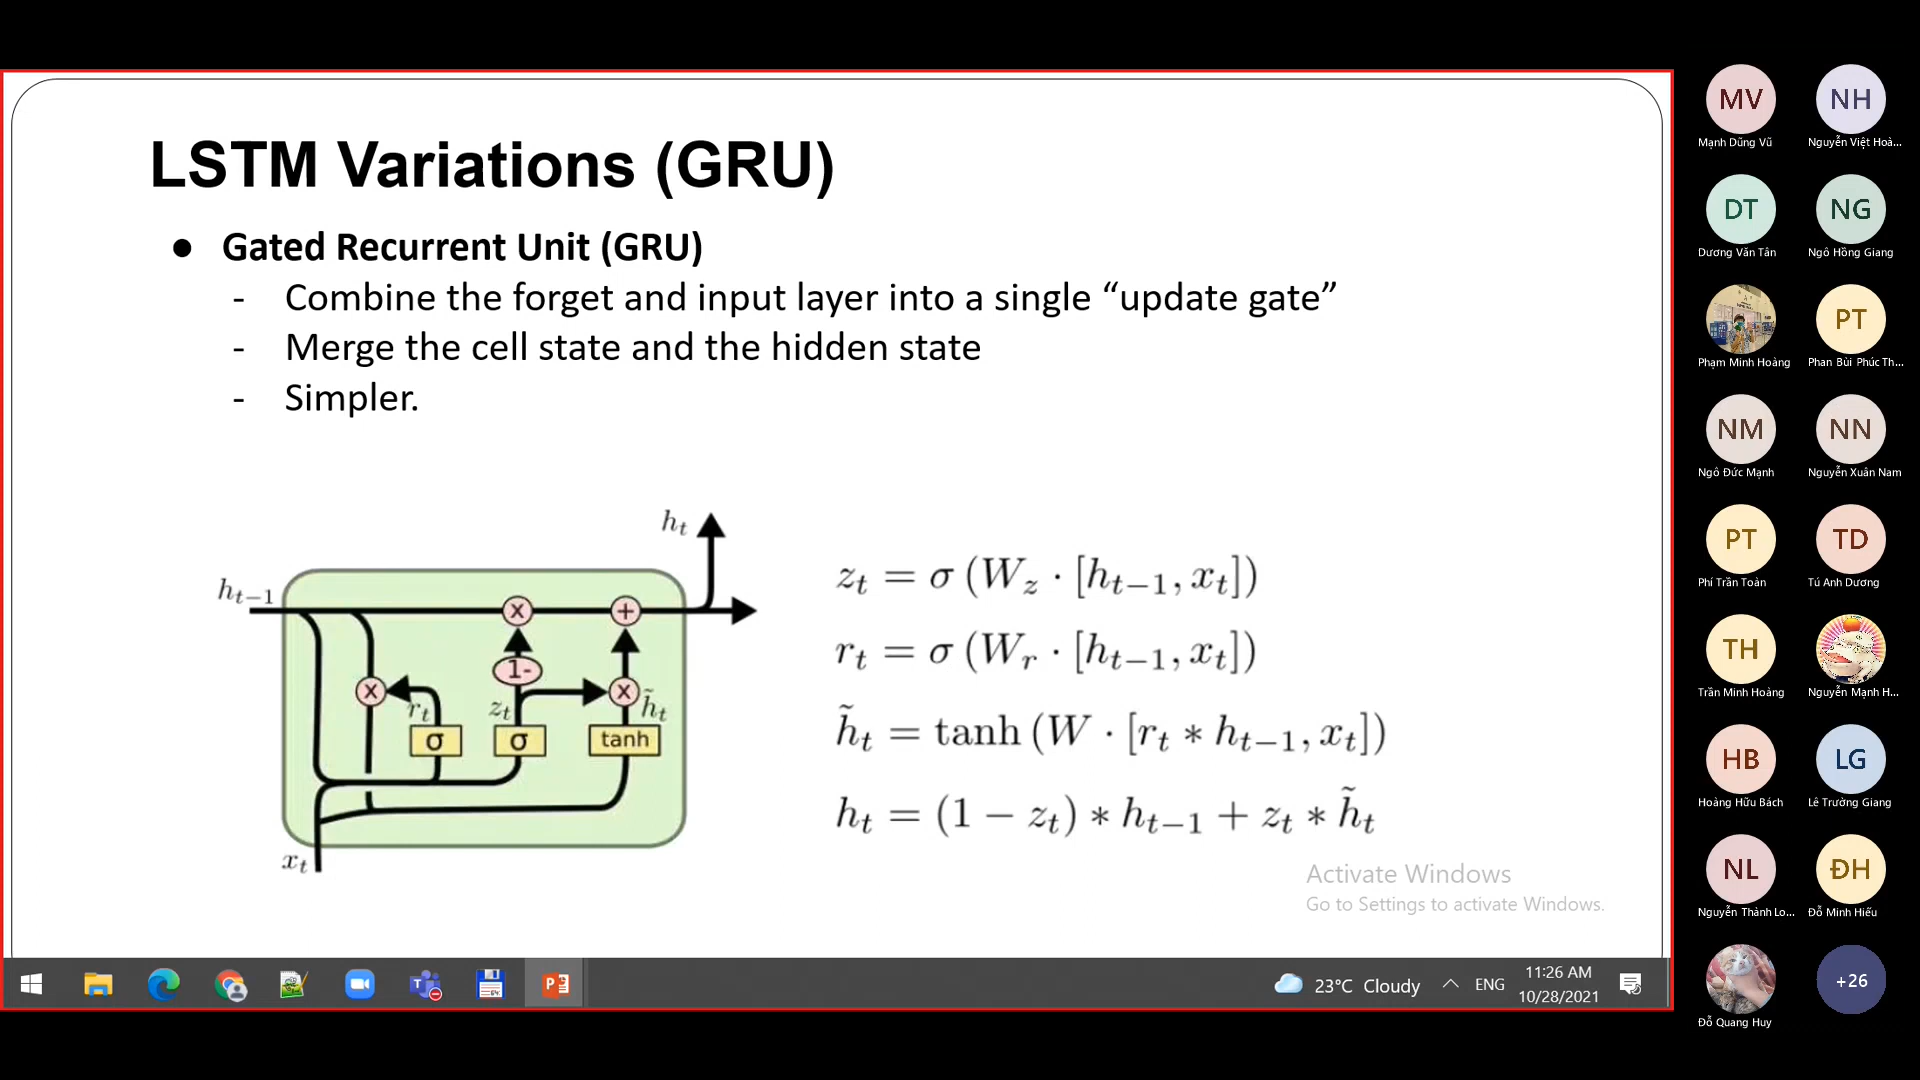 LSTM Variations (GRU)
● Gated Recurrent Unit (GRU)
- Combine the forget and input layer into a single “update gate”
- Merge the cell state and the hidden state
- Simpler.
h_t
h_{t-1}
x
+
1-
x
x
r_t
z_t
h̃_t
σ
σ
tanh
x_t
z_t = σ (W_z · [h_{t-1}, x_t])
r_t = σ (W_r · [h_{t-1}, x_t])
h̃_t = tanh (W · [r_t * h_{t-1}, x_t])
h_t = (1 − z_t) * h_{t-1} + z_t * h̃_t
Activate Windows
Go to Settings to activate Windows.
23°C Cloudy
ENG
11:26 AM
10/28/2021
MV
NH
Mạnh Dũng Vũ
Nguyễn Việt Hoà...
DT
NG
Dương Văn Tân
Ngô Hồng Giang
PT
Phạm Minh Hoàng
Phan Bùi Phúc Th...
NM
NN
Ngô Đức Mạnh
Nguyễn Xuân Nam
PT
TD
Phí Trần Toàn
Tú Anh Dương
TH
Trần Minh Hoàng
Nguyễn Mạnh H...
HB
LG
Hoàng Hữu Bách
Lê Trường Giang
NL
ĐH
Nguyễn Thành Lo...
Đỗ Minh Hiếu
+26
Đỗ Quang Huy